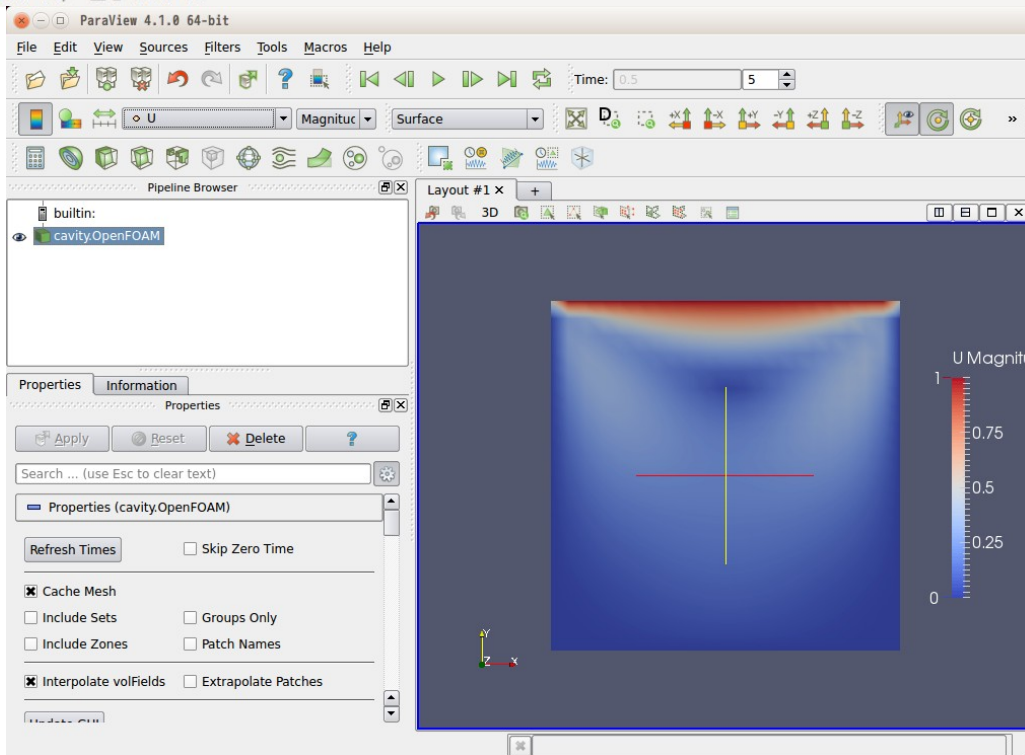 ParaView 4.1.0 64-bit
File Edit View Sources Filters Tools Macros Help
Time: 0.5 5
U Magnituc Surface +X -X +Y -Y +Z -Z »
Pipeline Browser
builtin:
cavity.OpenFOAM
Layout #1 × +
3D
Properties Information
Properties
Apply Reset Delete ?
Search ... (use Esc to clear text)
Properties (cavity.OpenFOAM)
Refresh Times Skip Zero Time
Cache Mesh
Include Sets Groups Only
Include Zones Patch Names
Interpolate volFields Extrapolate Patches
U Magnitu
1
0.75
0.5
0.25
0
Y
Z X